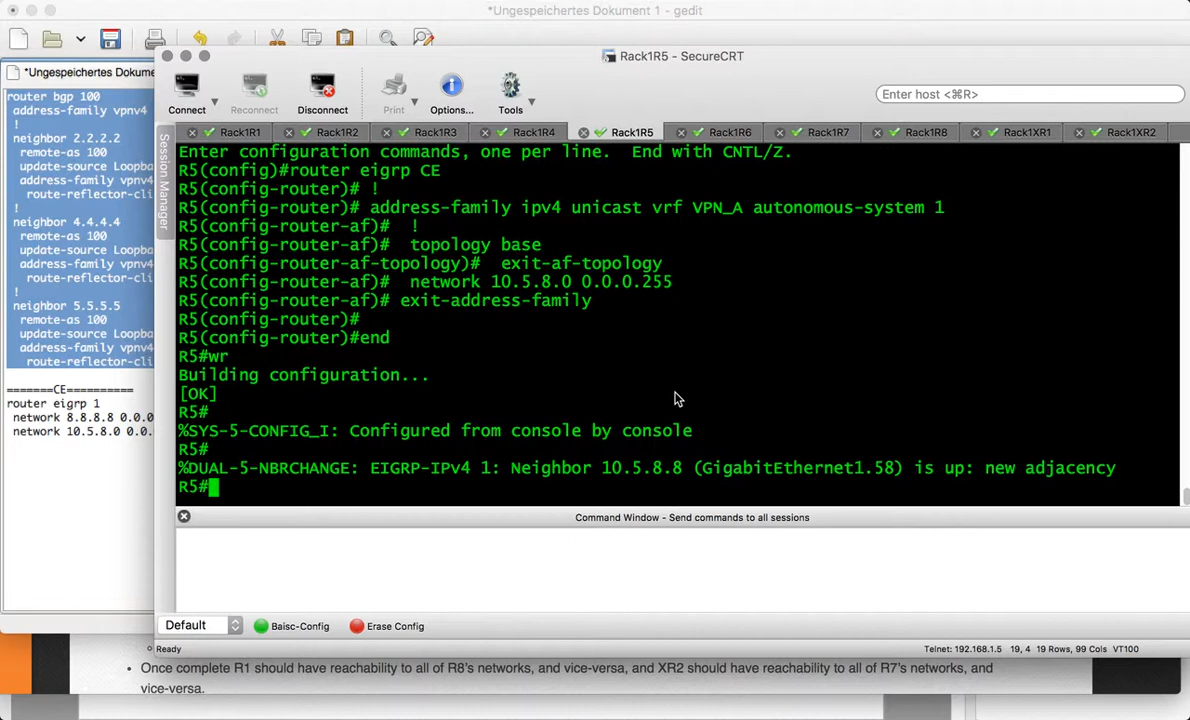 *Ungespeichertes Dokument 1 - gedit
*Ungespeichertes Dokume
router bgp 100
address-family vpnv4
!
neighbor 2.2.2.2
remote-as 100
update-source Loopba
address-family vpnv4
route-reflector-cli
!
neighbor 4.4.4.4
remote-as 100
update-source Loopba
address-family vpnv4
route-reflector-cli
!
neighbor 5.5.5.5
remote-as 100
update-source Loopba
address-family vpnv4
route-reflector-cli
=======CE==========
router eigrp 1
network 8.8.8.8 0.0.0
network 10.5.8.0 0.0.
Rack1R5 - SecureCRT
Connect Reconnect Disconnect Print Options... Tools
Enter host <⌘R>
Session Manager
Rack1R1 Rack1R2 Rack1R3 Rack1R4 Rack1R5 Rack1R6 Rack1R7 Rack1R8 Rack1XR1 Rack1XR2
Enter configuration commands, one per line.  End with CNTL/Z.
R5(config)#router eigrp CE
R5(config-router)# !
R5(config-router)# address-family ipv4 unicast vrf VPN_A autonomous-system 1
R5(config-router-af)#  !
R5(config-router-af)#  topology base
R5(config-router-af-topology)#  exit-af-topology
R5(config-router-af)#  network 10.5.8.0 0.0.0.255
R5(config-router-af)# exit-address-family
R5(config-router)#
R5(config-router)#end
R5#wr
Building configuration...
[OK]
R5#
%SYS-5-CONFIG_I: Configured from console by console
R5#
%DUAL-5-NBRCHANGE: EIGRP-IPv4 1: Neighbor 10.5.8.8 (GigabitEthernet1.58) is up: new adjacency
R5#
Command Window - Send commands to all sessions
Default Baisc-Config Erase Config
Ready
Telnet: 192.168.1.5 19, 4 19 Rows, 99 Cols VT100
• Once complete R1 should have reachability to all of R8's networks, and vice-versa, and XR2 should have reachability to all of R7's networks, and
vice-versa.